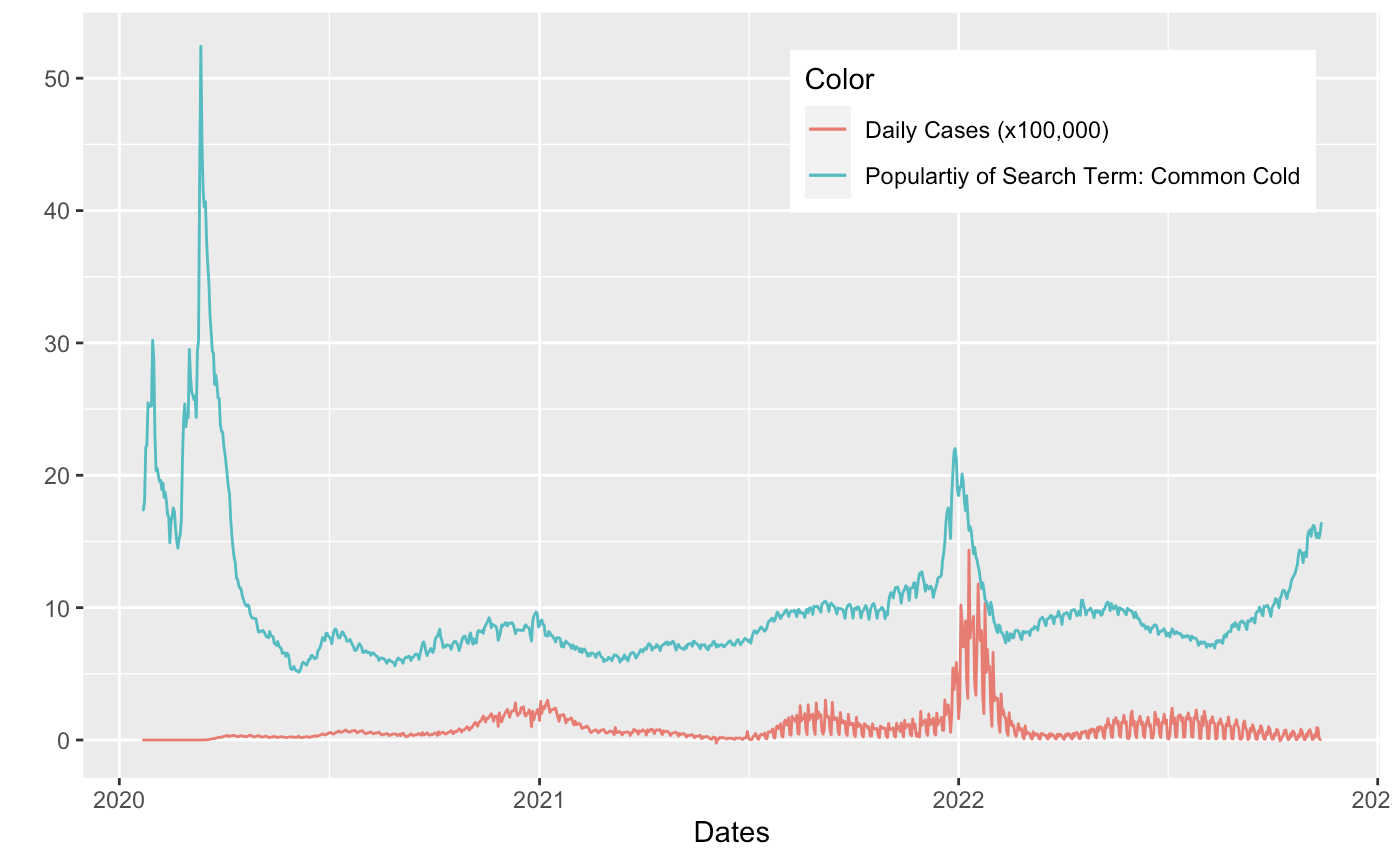 50
40
30
20
10
0
Color
Daily Cases (x100,000)
Populartiy of Search Term: Common Cold
2020
2021
2022
202
Dates